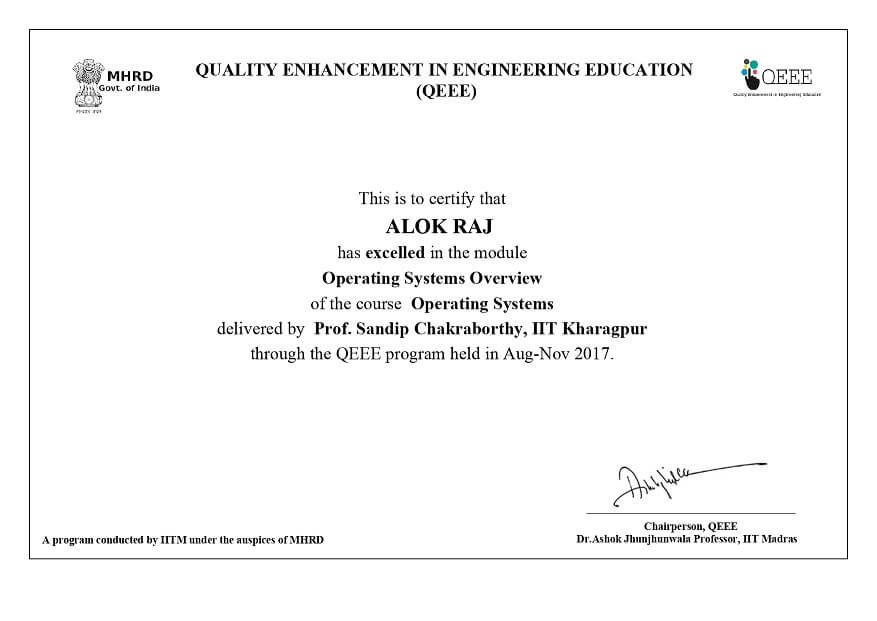 MHRD
Govt. of India
QUALITY ENHANCEMENT IN ENGINEERING EDUCATION
(QEEE)
QEEE
Quality Enhancement in Engineering Education
This is to certify that
ALOK RAJ
has excelled in the module
Operating Systems Overview
of the course Operating Systems
delivered by Prof. Sandip Chakraborthy, IIT Kharagpur
through the QEEE program held in Aug-Nov 2017.
Chairperson, QEEE
A program conducted by IITM under the auspices of MHRD
Dr.Ashok Jhunjhunwala Professor, IIT Madras